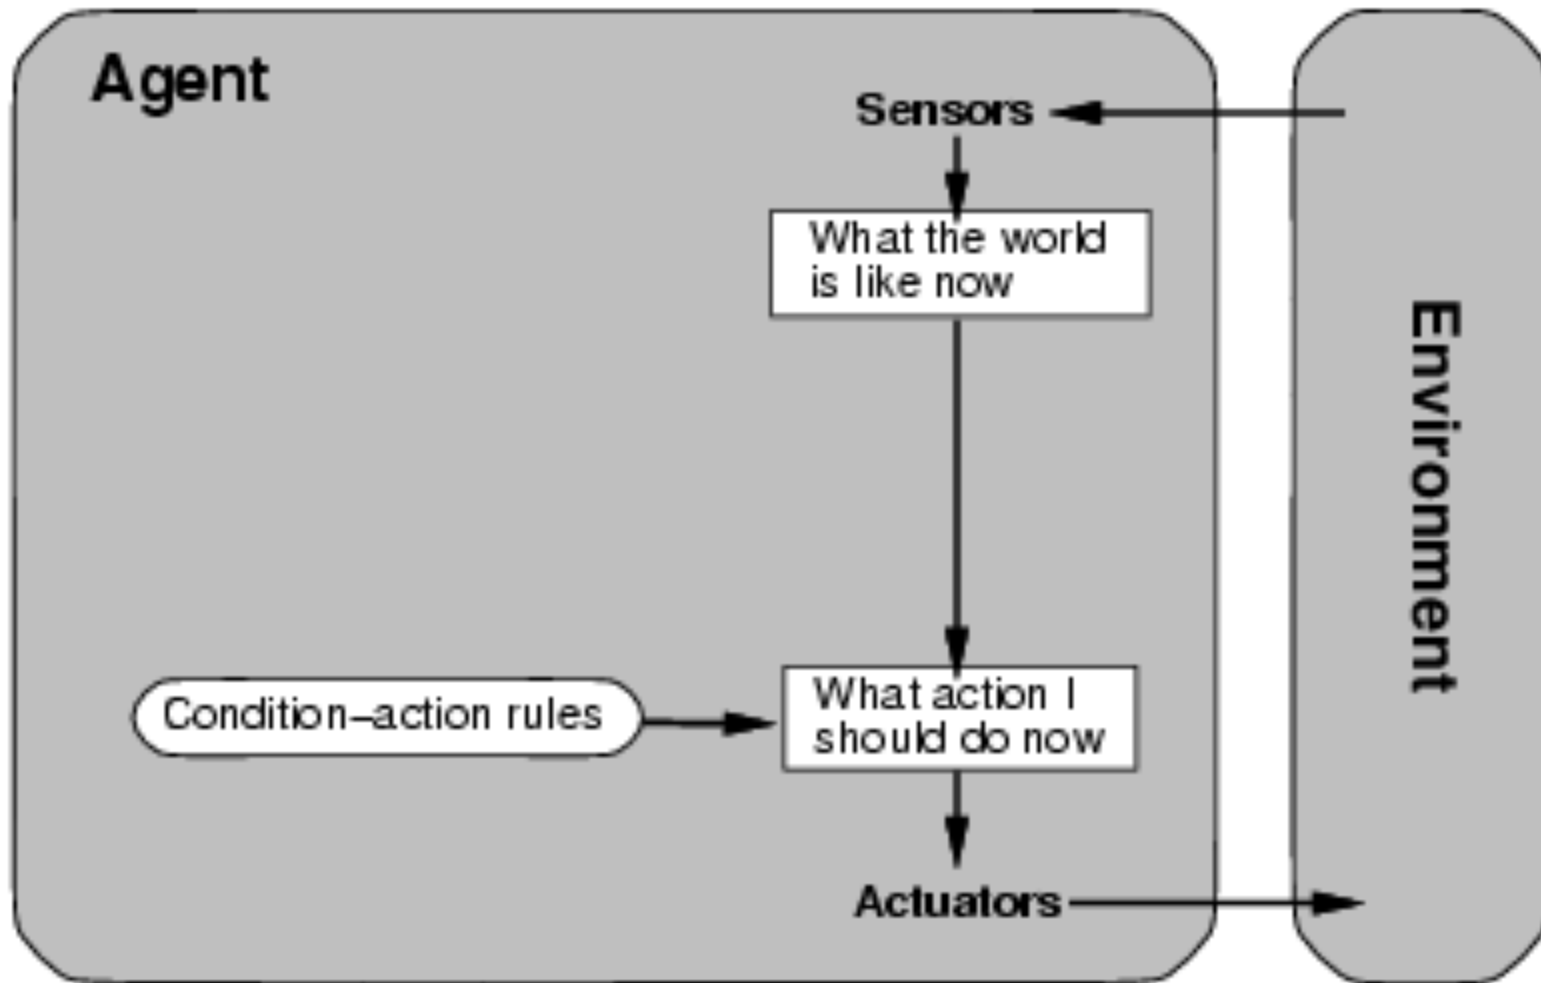 Agent
Sensors
What the world
is like now
Environment
Condition–action rules
What action I
should do now
Actuators